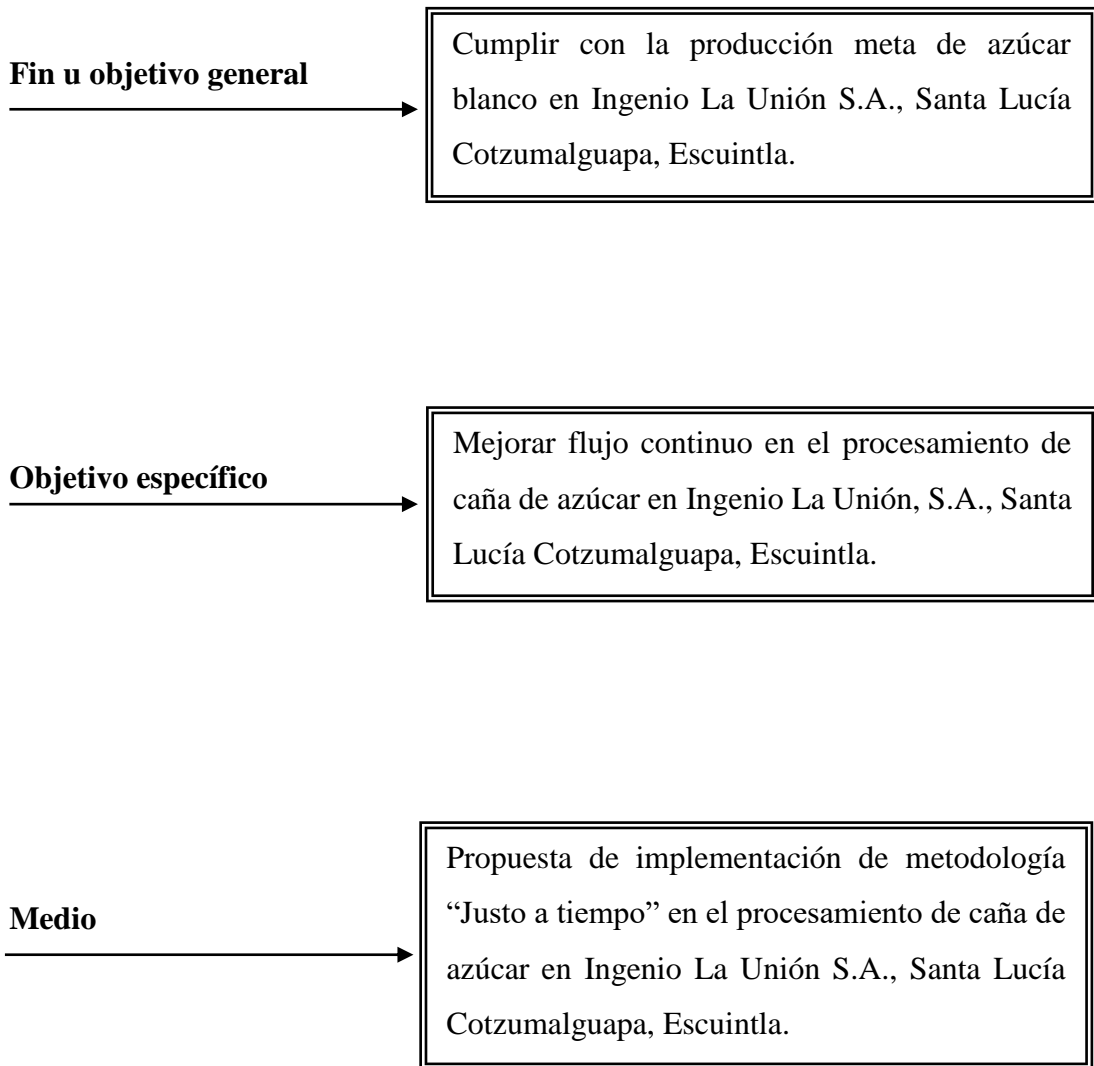 Fin u objetivo general
Cumplir con la producción meta de azúcar
blanco en Ingenio La Unión S.A., Santa Lucía
Cotzumalguapa, Escuintla.
Objetivo específico
Mejorar flujo continuo en el procesamiento de
caña de azúcar en Ingenio La Unión, S.A., Santa
Lucía Cotzumalguapa, Escuintla.
Medio
Propuesta de implementación de metodología
“Justo a tiempo” en el procesamiento de caña de
azúcar en Ingenio La Unión S.A., Santa Lucía
Cotzumalguapa, Escuintla.